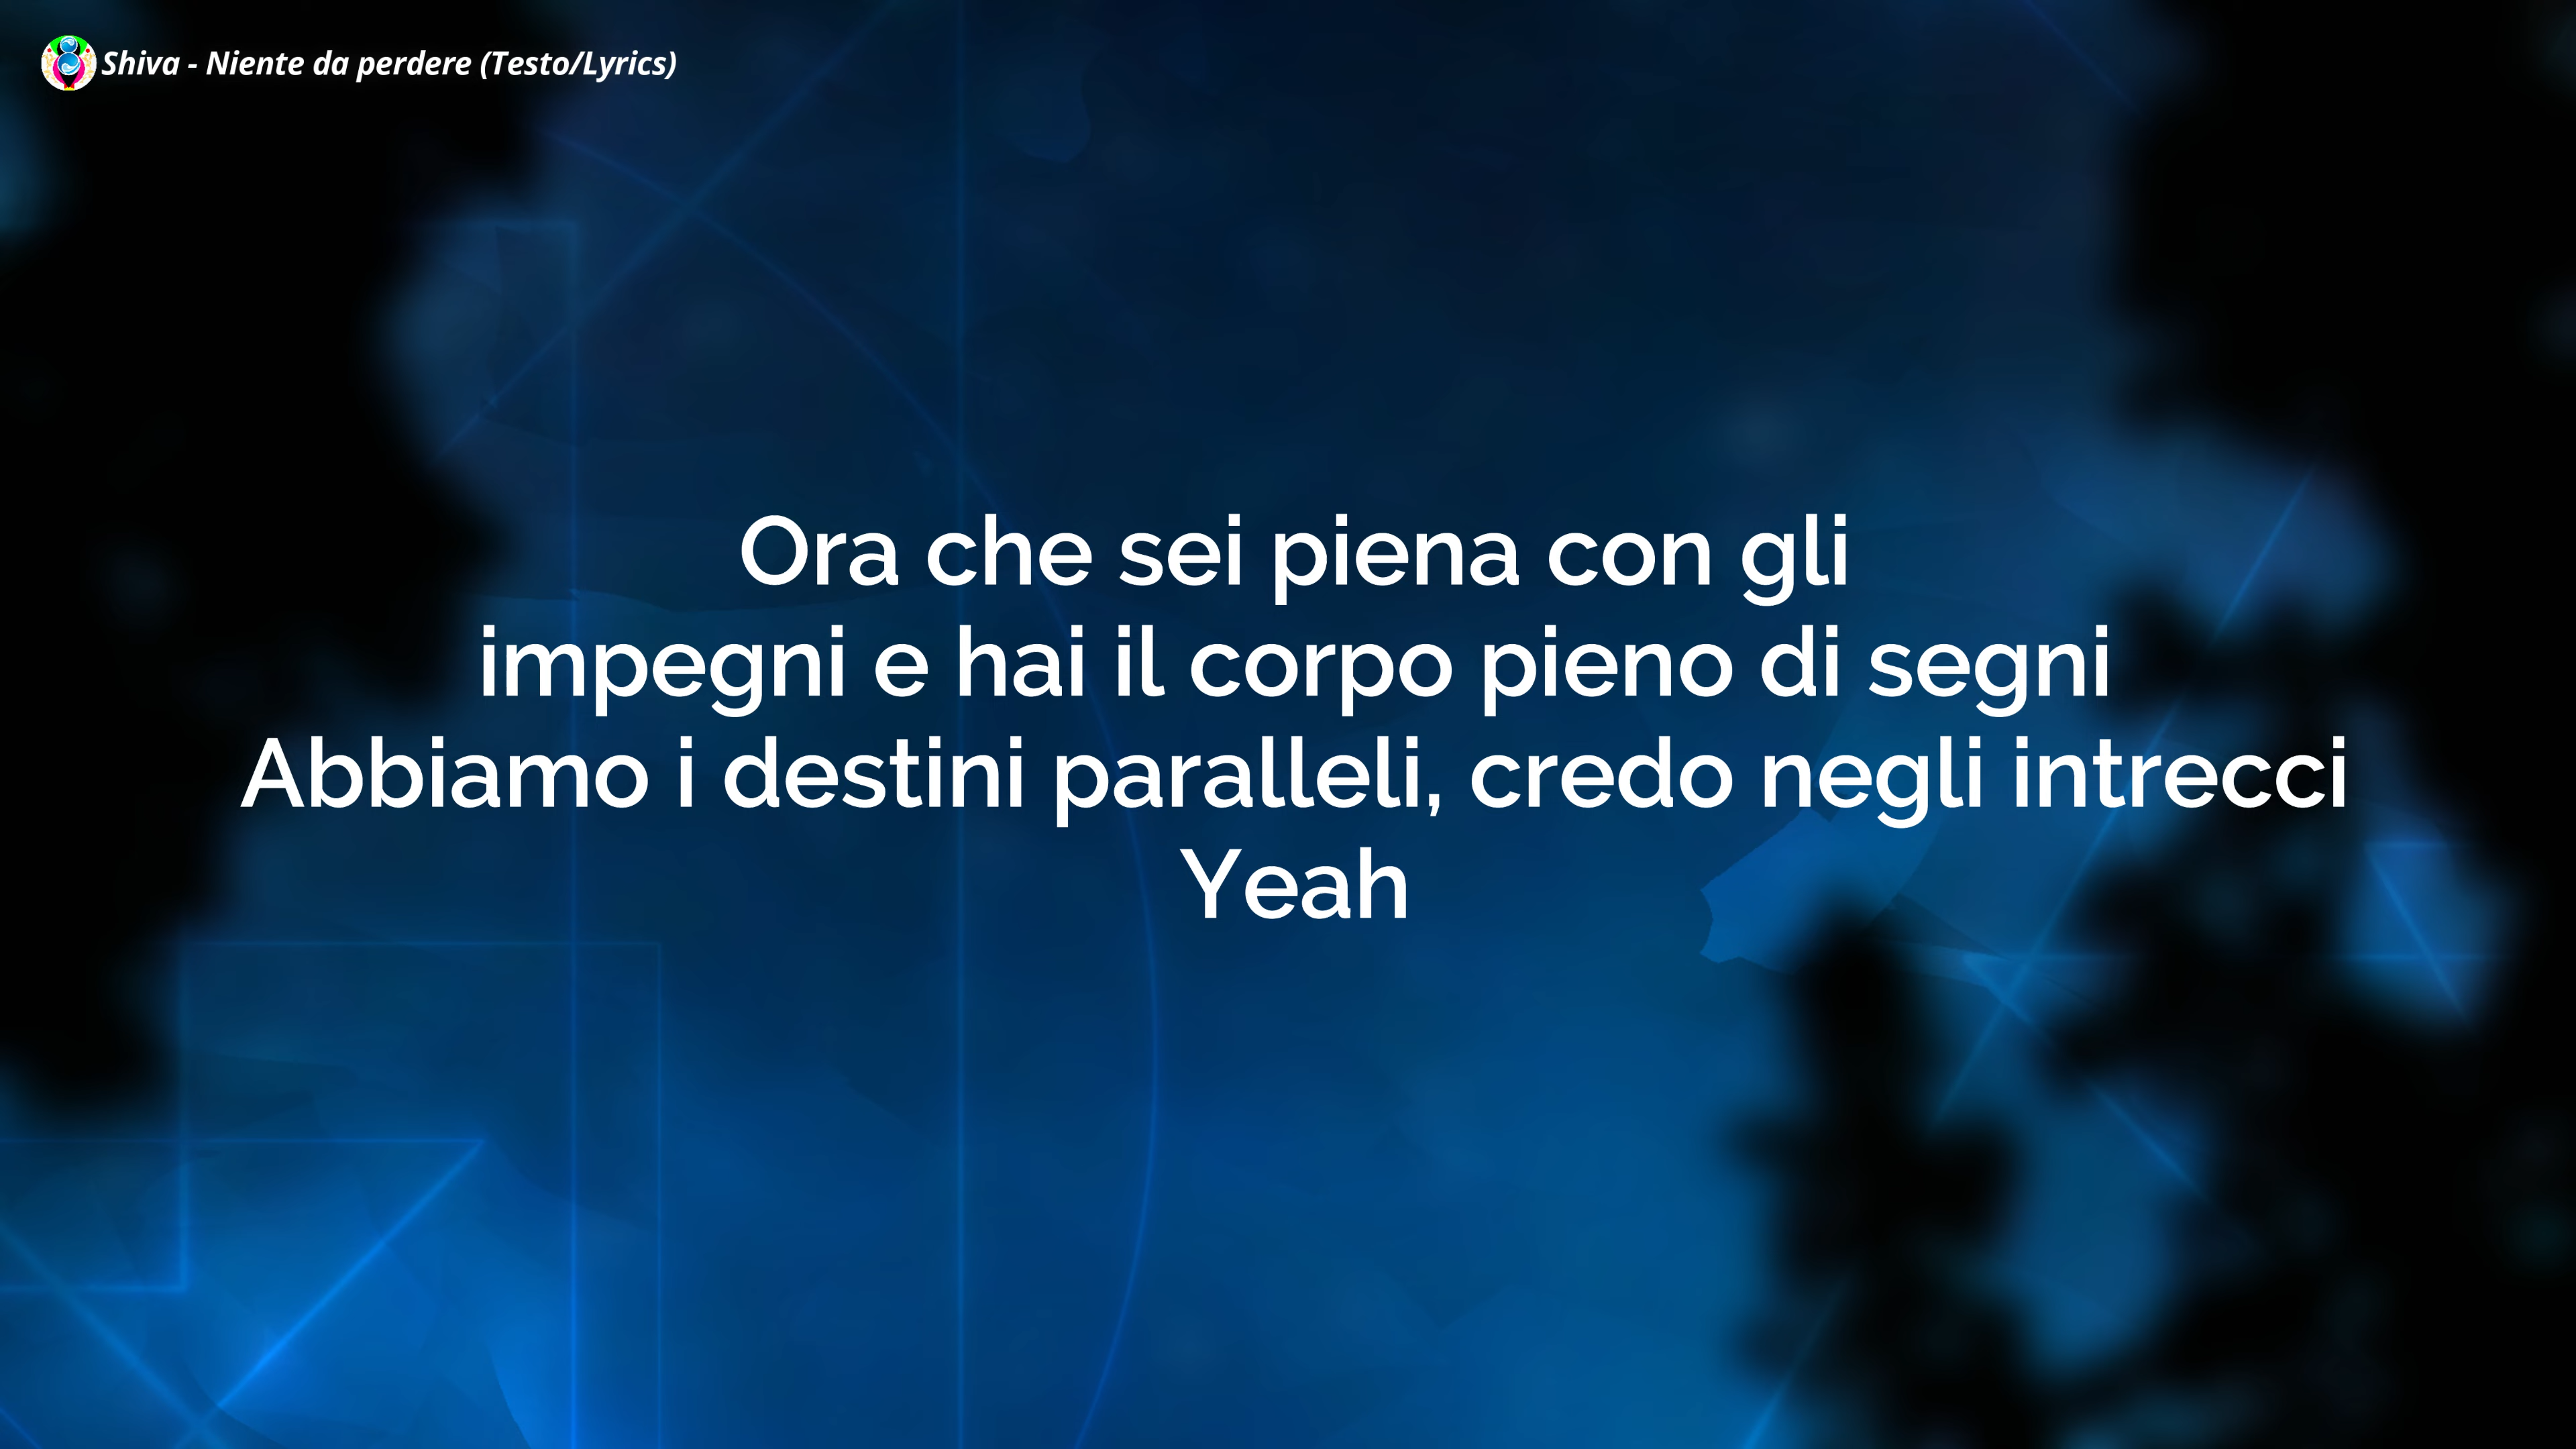 Shiva - Niente da perdere (Testo/Lyrics)
Ora che sei piena con gli
impegni e hai il corpo pieno di segni
Abbiamo i destini paralleli, credo negli intrecci
Yeah